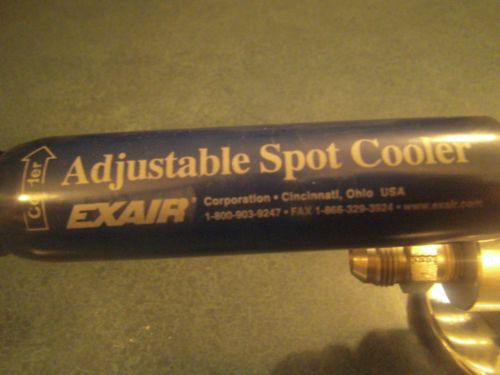 Colder
Adjustable Spot Cooler
EXAIR® Corporation • Cincinnati, Ohio USA
1-800-903-9247 • FAX 1-866-329-3924 • www.exair.com